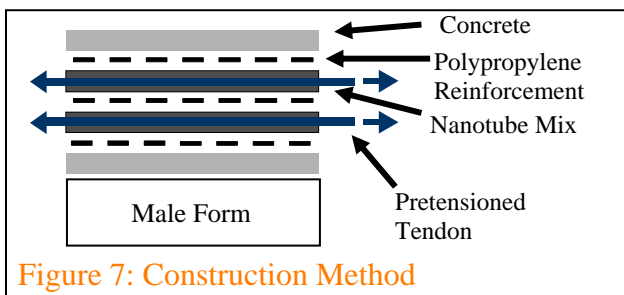 Concrete
Polypropylene
Reinforcement
Nanotube Mix
Pretensioned
Tendon
Male Form
Figure 7: Construction Method